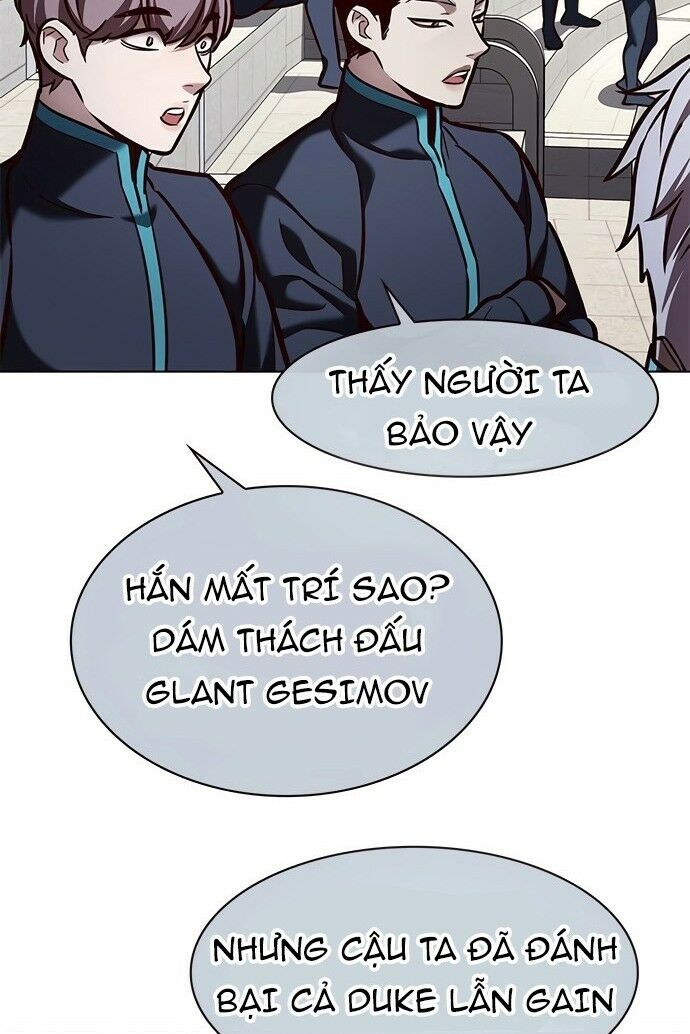 THẤY NGƯỜI TA
BẢO VẬY
HẮN MẤT TRÍ SAO?
DÁM THÁCH ĐẤU
GLANT GESIMOV
NHƯNG CẬU TA ĐÃ ĐÁNH
BẠI CẢ DUKE LẪN GAIN